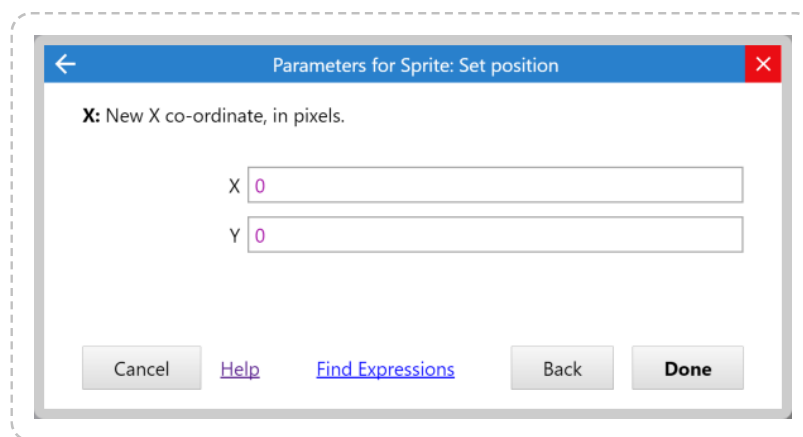 Parameters for Sprite: Set position
X: New X co-ordinate, in pixels.
X 0
Y 0
Cancel Help Find Expressions Back Done